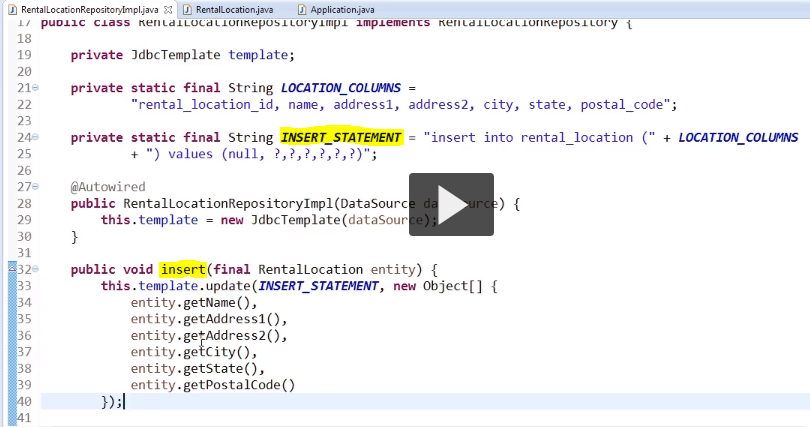 RentalLocationRepositoryImpl.java RentalLocation.java Application.java
17 public class RentalLocationRepositoryImpl implements RentalLocationRepository {
18
19 private JdbcTemplate template;
20
21 private static final String LOCATION_COLUMNS =
22 "rental_location_id, name, address1, address2, city, state, postal_code";
23
24 private static final String INSERT_STATEMENT = "insert into rental_location (" + LOCATION_COLUMNS
25 + ") values (null, ?,?,?,?,?,?)";
26
27 @Autowired
28 public RentalLocationRepositoryImpl(DataSource da urce) {
29 this.template = new JdbcTemplate(dataSource);
30 }
31
32 public void insert(final RentalLocation entity) {
33 this.template.update(INSERT_STATEMENT, new Object[] {
34 entity.getName(),
35 entity.getAddress1(),
36 entity.getAddress2(),
37 entity.getCity(),
38 entity.getState(),
39 entity.getPostalCode()
40 });
41